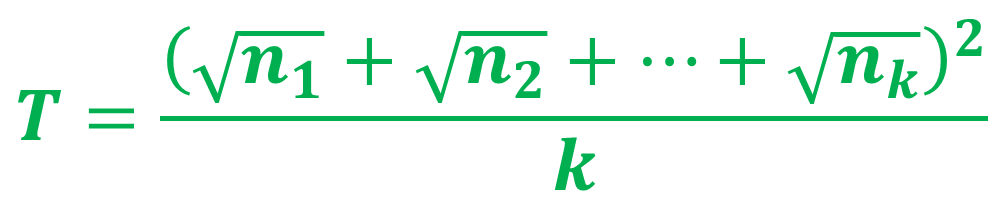 T = (√n₁ + √n₂ + ⋯ + √nₖ)² / k